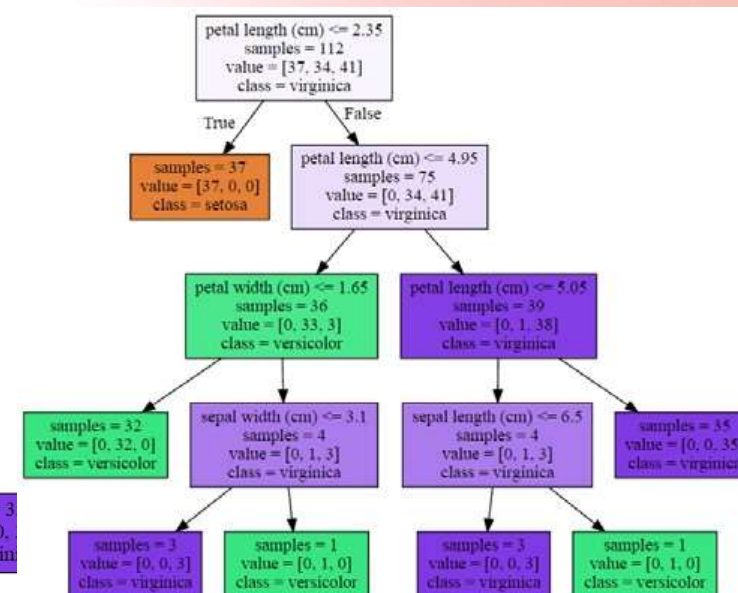 petal length (cm) <= 2.35
samples = 112
value = [37, 34, 41]
class = virginica
True
False
samples = 37
value = [37, 0, 0]
class = setosa
petal length (cm) <= 4.95
samples = 75
value = [0, 34, 41]
class = virginica
petal width (cm) <= 1.65
samples = 36
value = [0, 33, 3]
class = versicolor
petal length (cm) <= 5.05
samples = 39
value = [0, 1, 38]
class = virginica
samples = 32
value = [0, 32, 0]
class = versicolor
sepal width (cm) <= 3.1
samples = 4
value = [0, 1, 3]
class = virginica
sepal length (cm) <= 6.5
samples = 4
value = [0, 1, 3]
class = virginica
samples = 35
value = [0, 0, 35
class = virginica
samples = 3
value = [0, 0, 3]
class = virginica
samples = 1
value = [0, 1, 0]
class = versicolor
samples = 3
value = [0, 0, 3]
class = virginica
samples = 1
value = [0, 1, 0]
class = versicolor